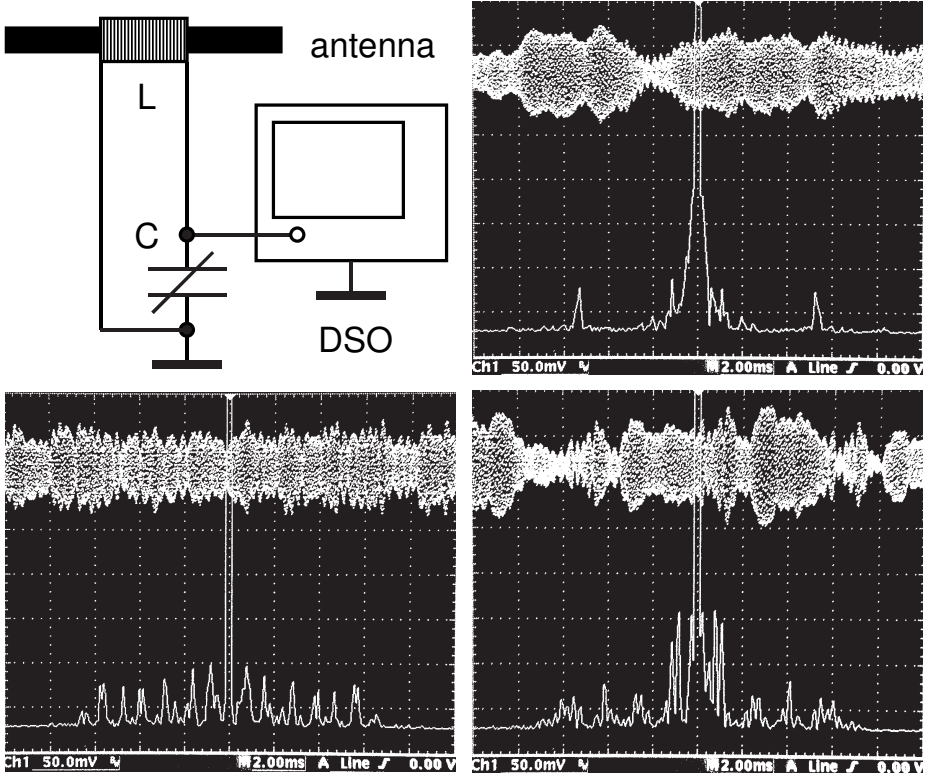 antenna
L
C
DSO
Ch1 50.0mV M 2.00ms A Line 0.00 V
Ch1 50.0mV M 2.00ms A Line 0.00 V
Ch1 50.0mV M 2.00ms A Line 0.00 V